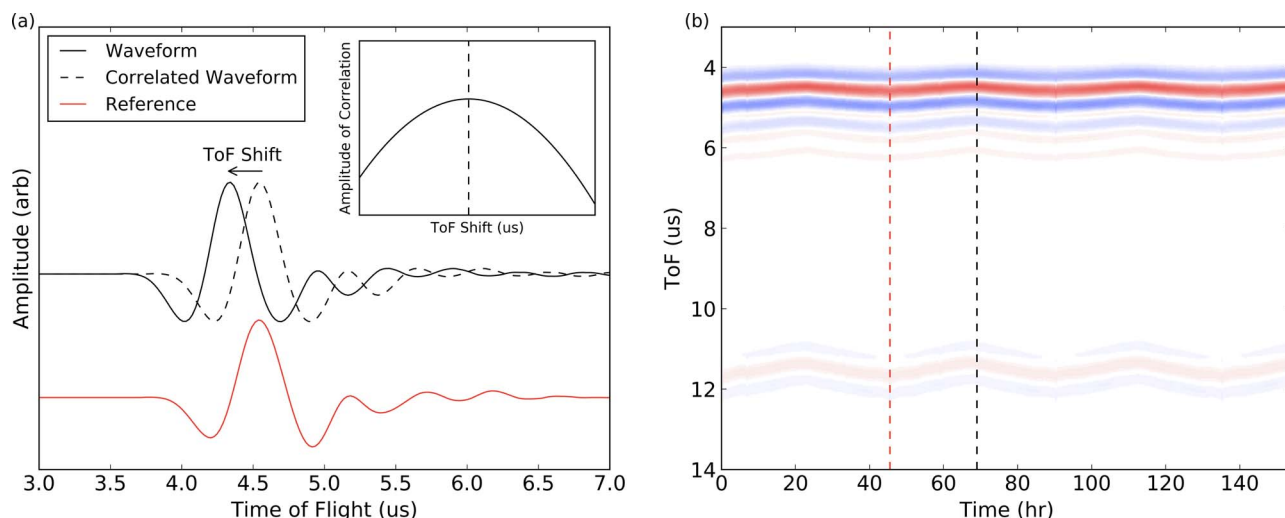 (a)
Waveform
Correlated Waveform
Reference
Amplitude of Correlation
ToF Shift (us)
ToF Shift
Amplitude (arb)
3.0 3.5 4.0 4.5 5.0 5.5 6.0 6.5 7.0
Time of Flight (us)
(b)
4
6
8
10
12
14
ToF (us)
0 20 40 60 80 100 120 140
Time (hr)